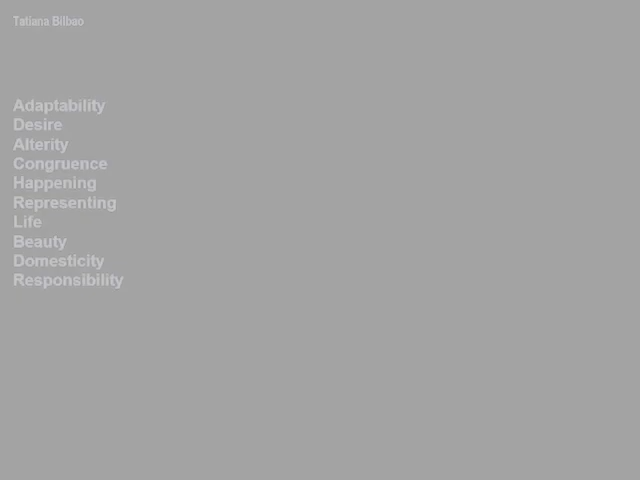 Tatiana Bilbao
Adaptability
Desire
Alterity
Congruence
Happening
Representing
Life
Beauty
Domesticity
Responsibility